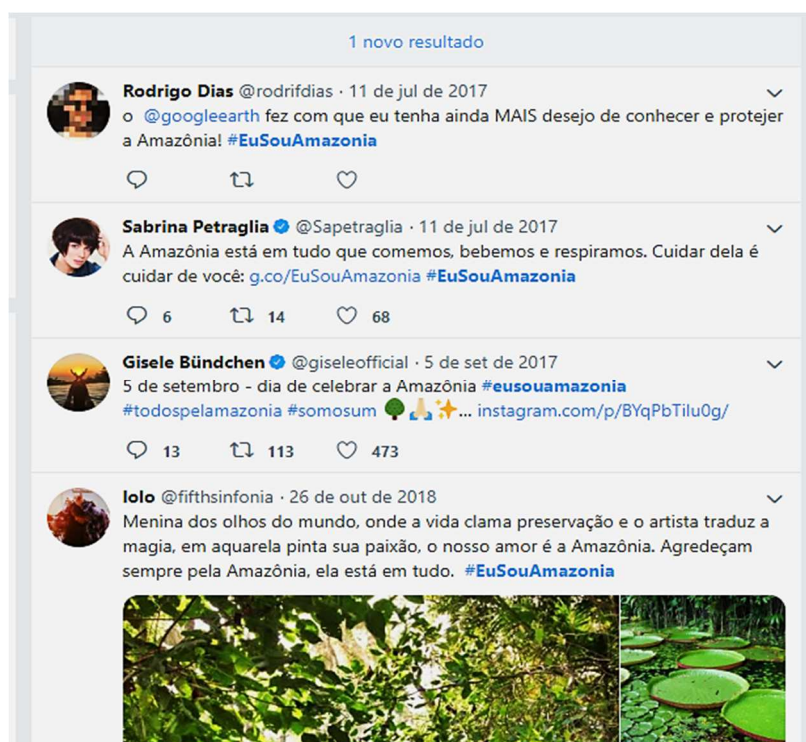 1 novo resultado
Rodrigo Dias @rodrifdias · 11 de jul de 2017
o @googleearth fez com que eu tenha ainda MAIS desejo de conhecer e protejer
a Amazônia! #EuSouAmazonia
Sabrina Petraglia @Sapetraglia · 11 de jul de 2017
A Amazônia está em tudo que comemos, bebemos e respiramos. Cuidar dela é
cuidar de você: g.co/EuSouAmazonia #EuSouAmazonia
6 14 68
Gisele Bündchen @giseleofficial · 5 de set de 2017
5 de setembro - dia de celebrar a Amazônia #eusouamazonia
#todospelamazonia #somosum 🌳🙏✨... instagram.com/p/BYqPbTilu0g/
13 113 473
lolo @fifthsinfonia · 26 de out de 2018
Menina dos olhos do mundo, onde a vida clama preservação e o artista traduz a
magia, em aquarela pinta sua paixão, o nosso amor é a Amazônia. Agredeçam
sempre pela Amazônia, ela está em tudo. #EuSouAmazonia